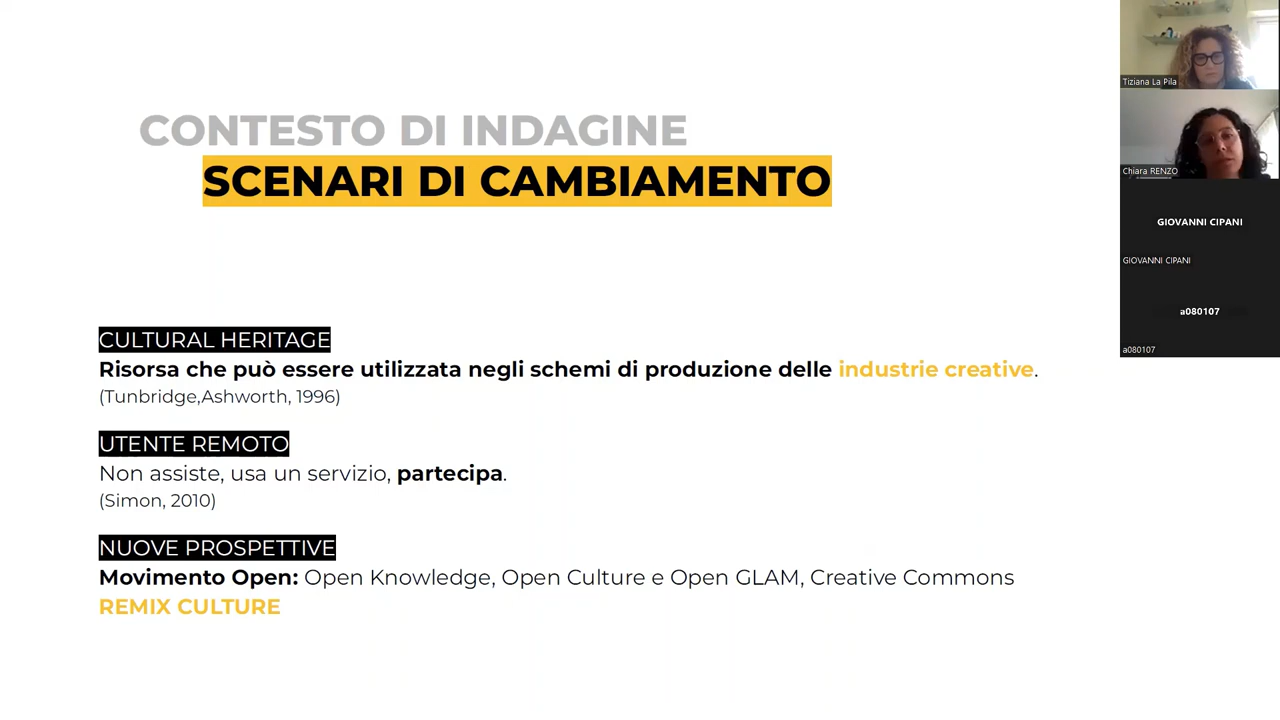 CONTESTO DI INDAGINE
SCENARI DI CAMBIAMENTO
CULTURAL HERITAGE
Risorsa che può essere utilizzata negli schemi di produzione delle industrie creative.
(Tunbridge,Ashworth, 1996)
UTENTE REMOTO
Non assiste, usa un servizio, partecipa.
(Simon, 2010)
NUOVE PROSPETTIVE
Movimento Open: Open Knowledge, Open Culture e Open GLAM, Creative Commons
REMIX CULTURE
Tiziana La Pila
Chiara RENZO
GIOVANNI CIPANI
GIOVANNI CIPANI
a080107
a080107